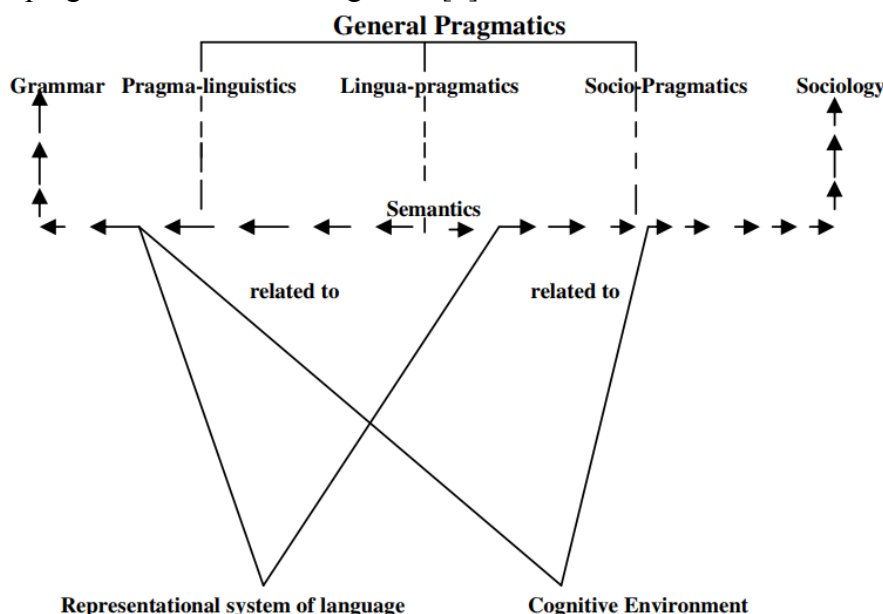 General Pragmatics
Grammar Pragma-linguistics Lingua-pragmatics Socio-Pragmatics Sociology
Semantics
related to related to
Representational system of language Cognitive Environment